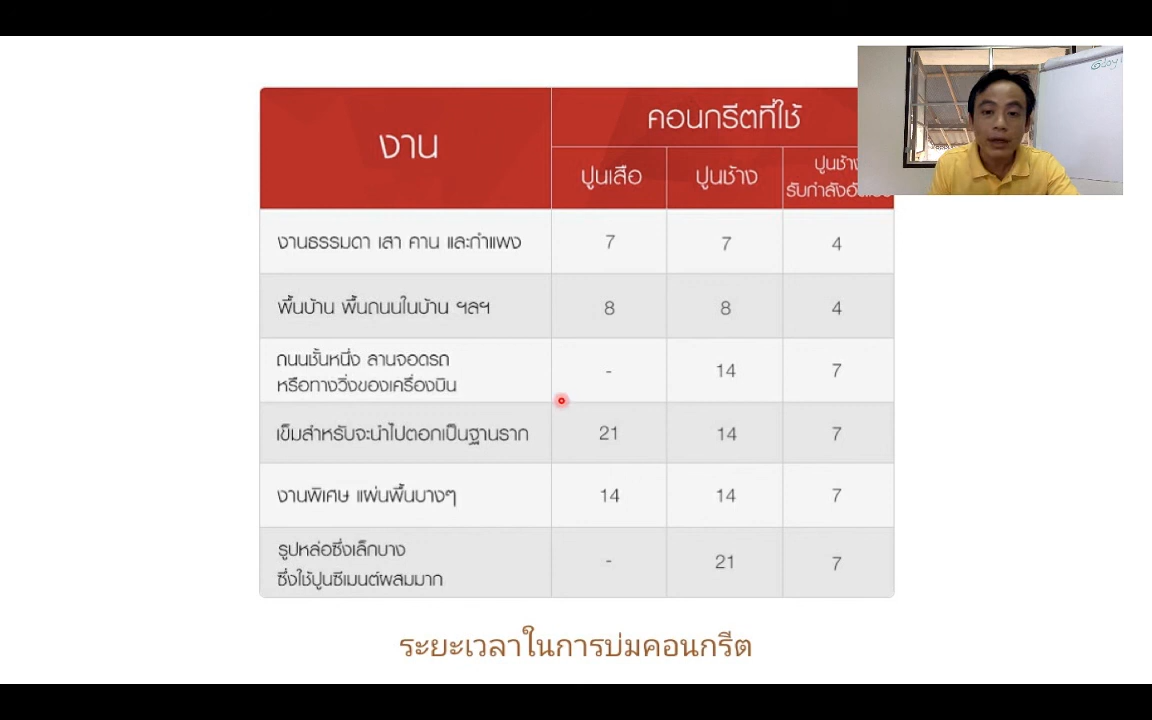 งาน
คอนกรีตที่ใช้
ปูนเสือ
ปูนช้าง
ปูนช้าง
รับกำลังอัด
งานธรรมดา เสา คาน และกำแพง
7
7
4
พื้นบ้าน พื้นถนนในบ้าน ฯลฯ
8
8
4
ถนนชั้นหนึ่ง ลานจอดรถ
หรือทางวิ่งของเครื่องบิน
-
14
7
เข็มสำหรับจะนำไปตอกเป็นฐานราก
21
14
7
งานพิเศษ แผ่นพื้นบางๆ
14
14
7
รูปหล่อซึ่งเล็กบาง
ซึ่งใช้ปูนซีเมนต์ผสมมาก
-
21
7
ระยะเวลาในการบ่มคอนกรีต